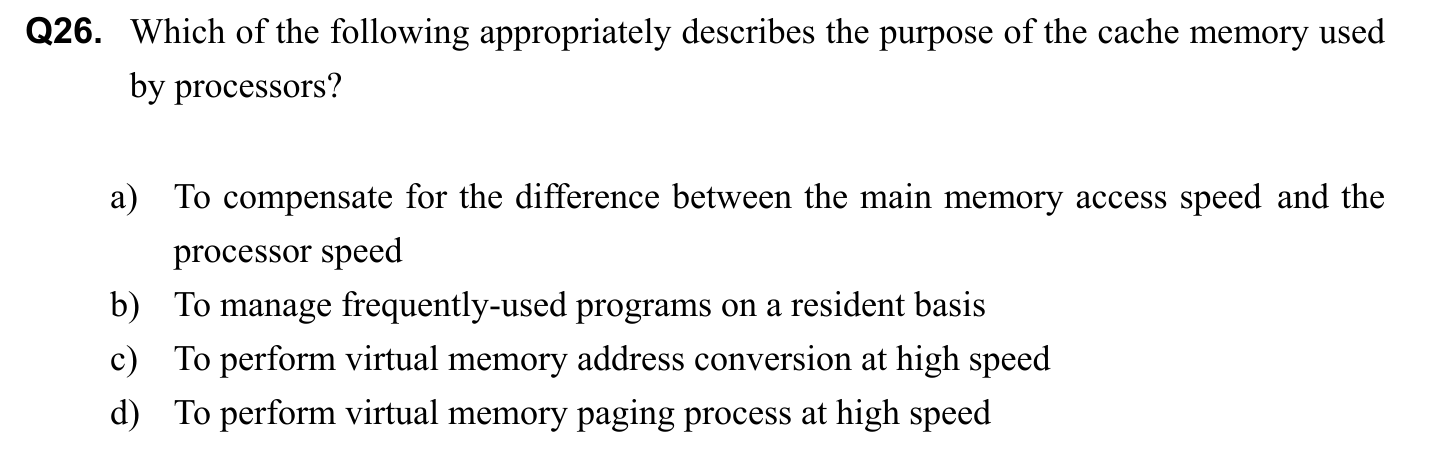 Q26. Which of the following appropriately describes the purpose of the cache memory used
by processors?
a) To compensate for the difference between the main memory access speed and the
processor speed
b) To manage frequently-used programs on a resident basis
c) To perform virtual memory address conversion at high speed
d) To perform virtual memory paging process at high speed